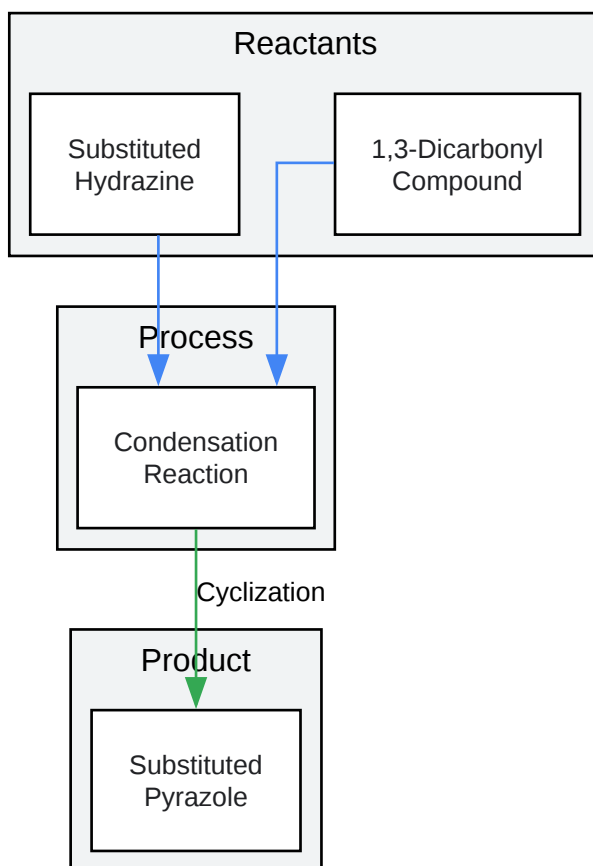 Reactants
Substituted
Hydrazine
1,3-Dicarbonyl
Compound
Process
Condensation
Reaction
Cyclization
Product
Substituted
Pyrazole